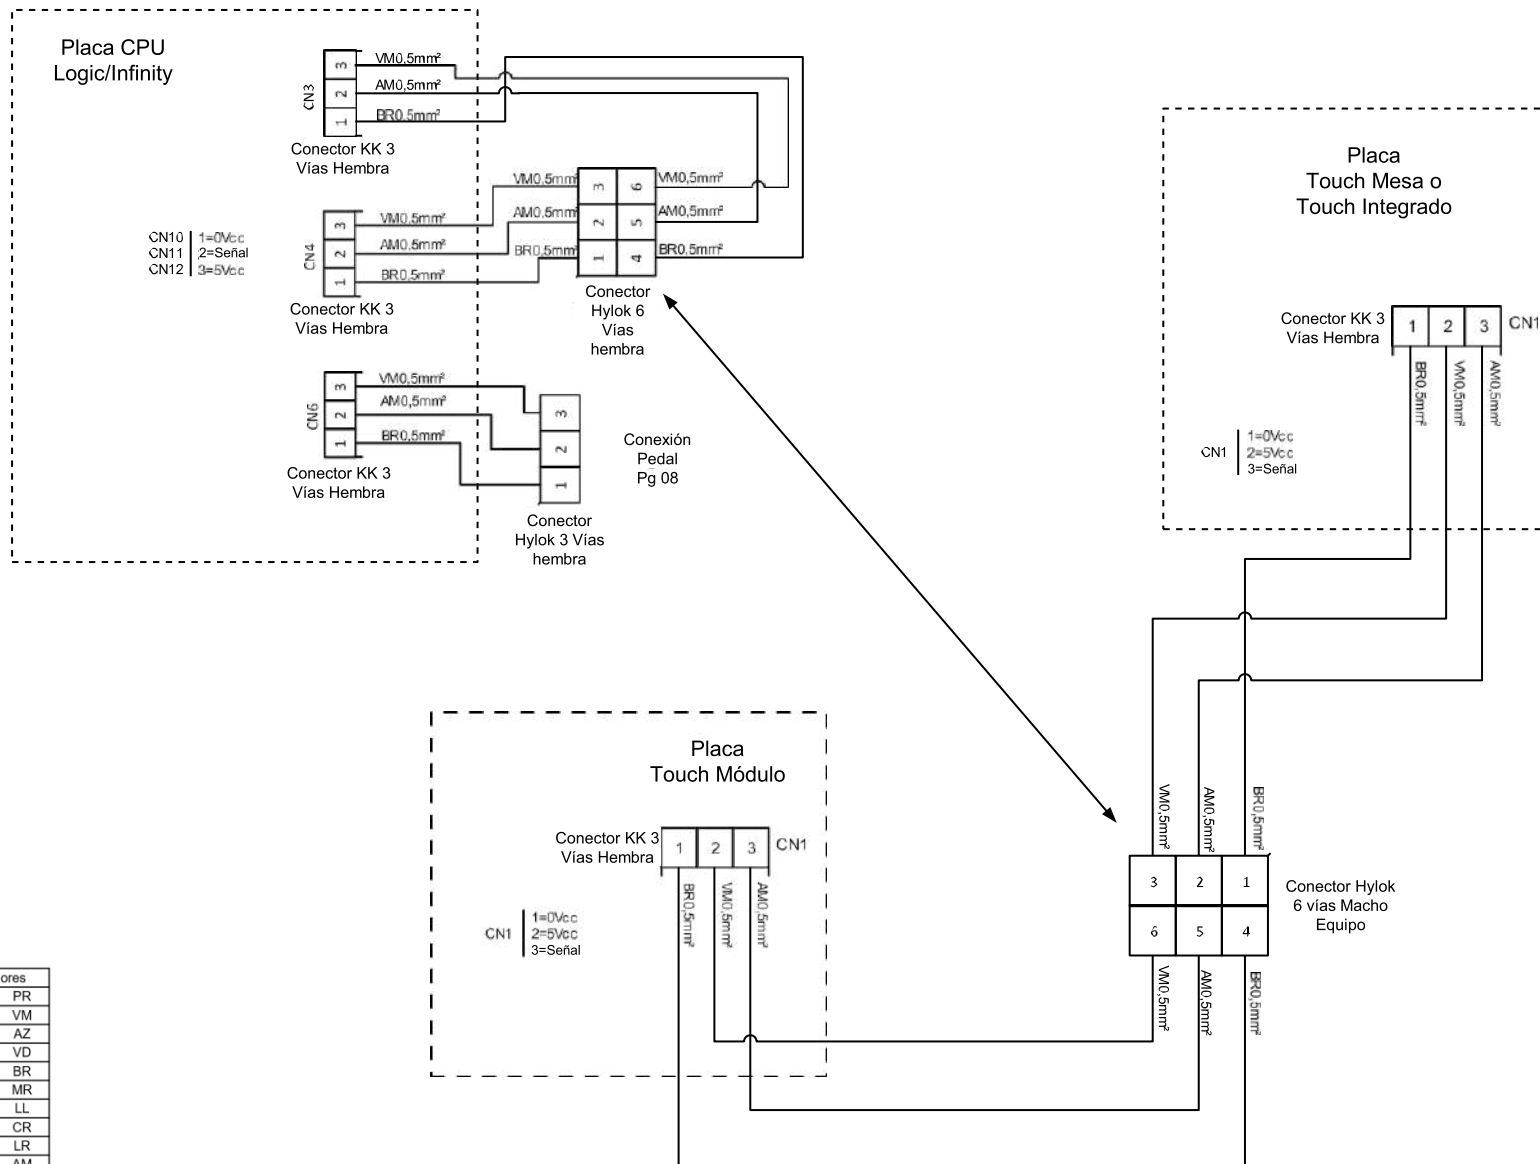 Placa CPU
Logic/Infinity
CN3
3
2
1
VM0,5mm²
AM0,5mm²
BR0,5mm²
Conector KK 3
Vías Hembra
CN10
CN11
CN12
1=0Vcc
2=Señal
3=5Vcc
CN4
3
2
1
VM0,5mm²
AM0,5mm²
BR0,5mm²
Conector KK 3
Vías Hembra
VM0,5mm²
AM0,5mm²
BR0,5mm²
3 6
2 5
1 4
VM0,5mm²
AM0,5mm²
BR0,5mm²
Conector
Hylok 6
Vías
hembra
CN6
3
2
1
VM0,5mm²
AM0,5mm²
BR0,5mm²
Conector KK 3
Vías Hembra
3
2
1
Conector
Hylok 3 Vías
hembra
Conexión
Pedal
Pg 08
Placa
Touch Mesa o
Touch Integrado
Conector KK 3
Vías Hembra
1 2 3 CN1
BR0,5mm²
VM0,5mm²
AM0,5mm²
CN1
1=0Vcc
2=5Vcc
3=Señal
Placa
Touch Módulo
Conector KK 3
Vías Hembra
1 2 3 CN1
BR0,5mm²
VM0,5mm²
AM0,5mm²
CN1
1=0Vcc
2=5Vcc
3=Señal
VM0,5mm²
AM0,5mm²
BR0,5mm²
3 2 1
6 5 4
VM0,5mm²
AM0,5mm²
BR0,5mm²
Conector Hylok
6 vías Macho
Equipo
ores
PR
VM
AZ
VD
BR
MR
LL
CR
LR
AM